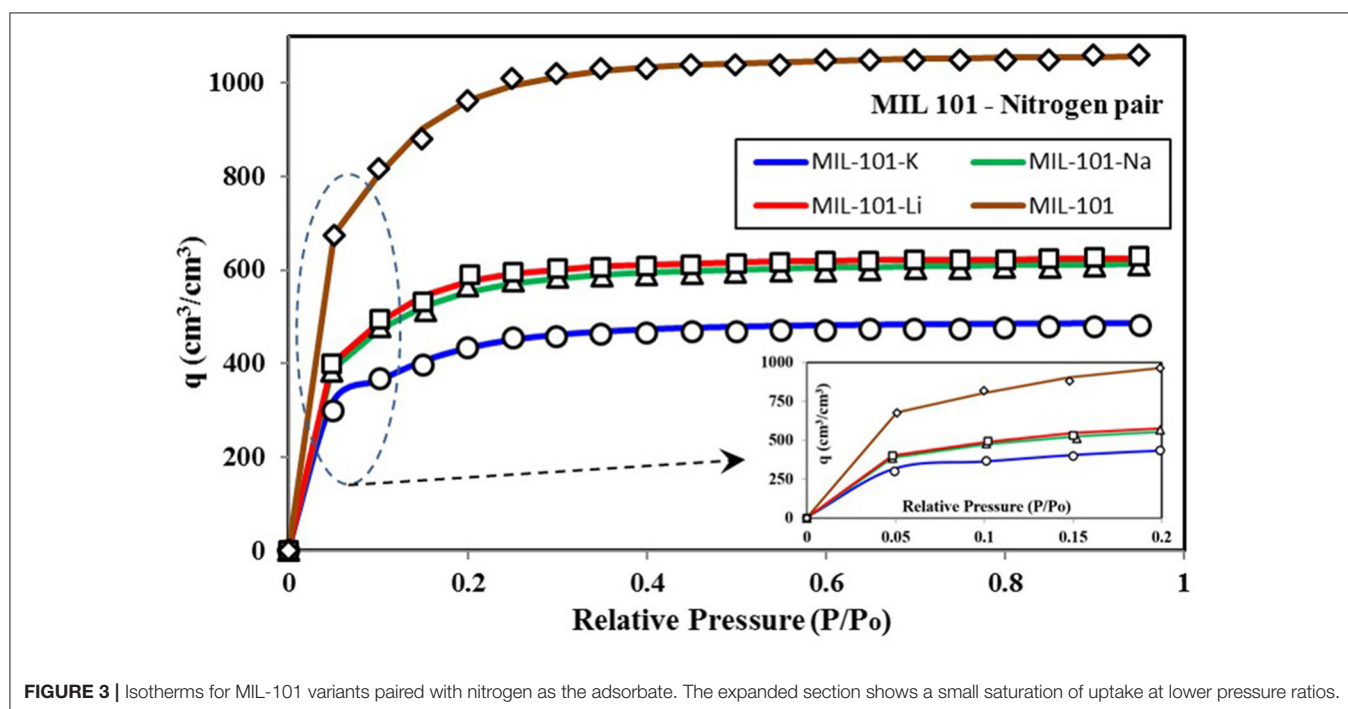 1000
800
600
400
200
0
q (cm³/cm³)
MIL 101 - Nitrogen pair
MIL-101-K
MIL-101-Na
MIL-101-Li
MIL-101
1000
750
500
250
0
q (cm³/cm³)
Relative Pressure (P/Po)
0
0.05
0.1
0.15
0.2
0
0.2
0.4
0.6
0.8
1
Relative Pressure (P/Po)
FIGURE 3 | Isotherms for MIL-101 variants paired with nitrogen as the adsorbate. The expanded section shows a small saturation of uptake at lower pressure ratios.